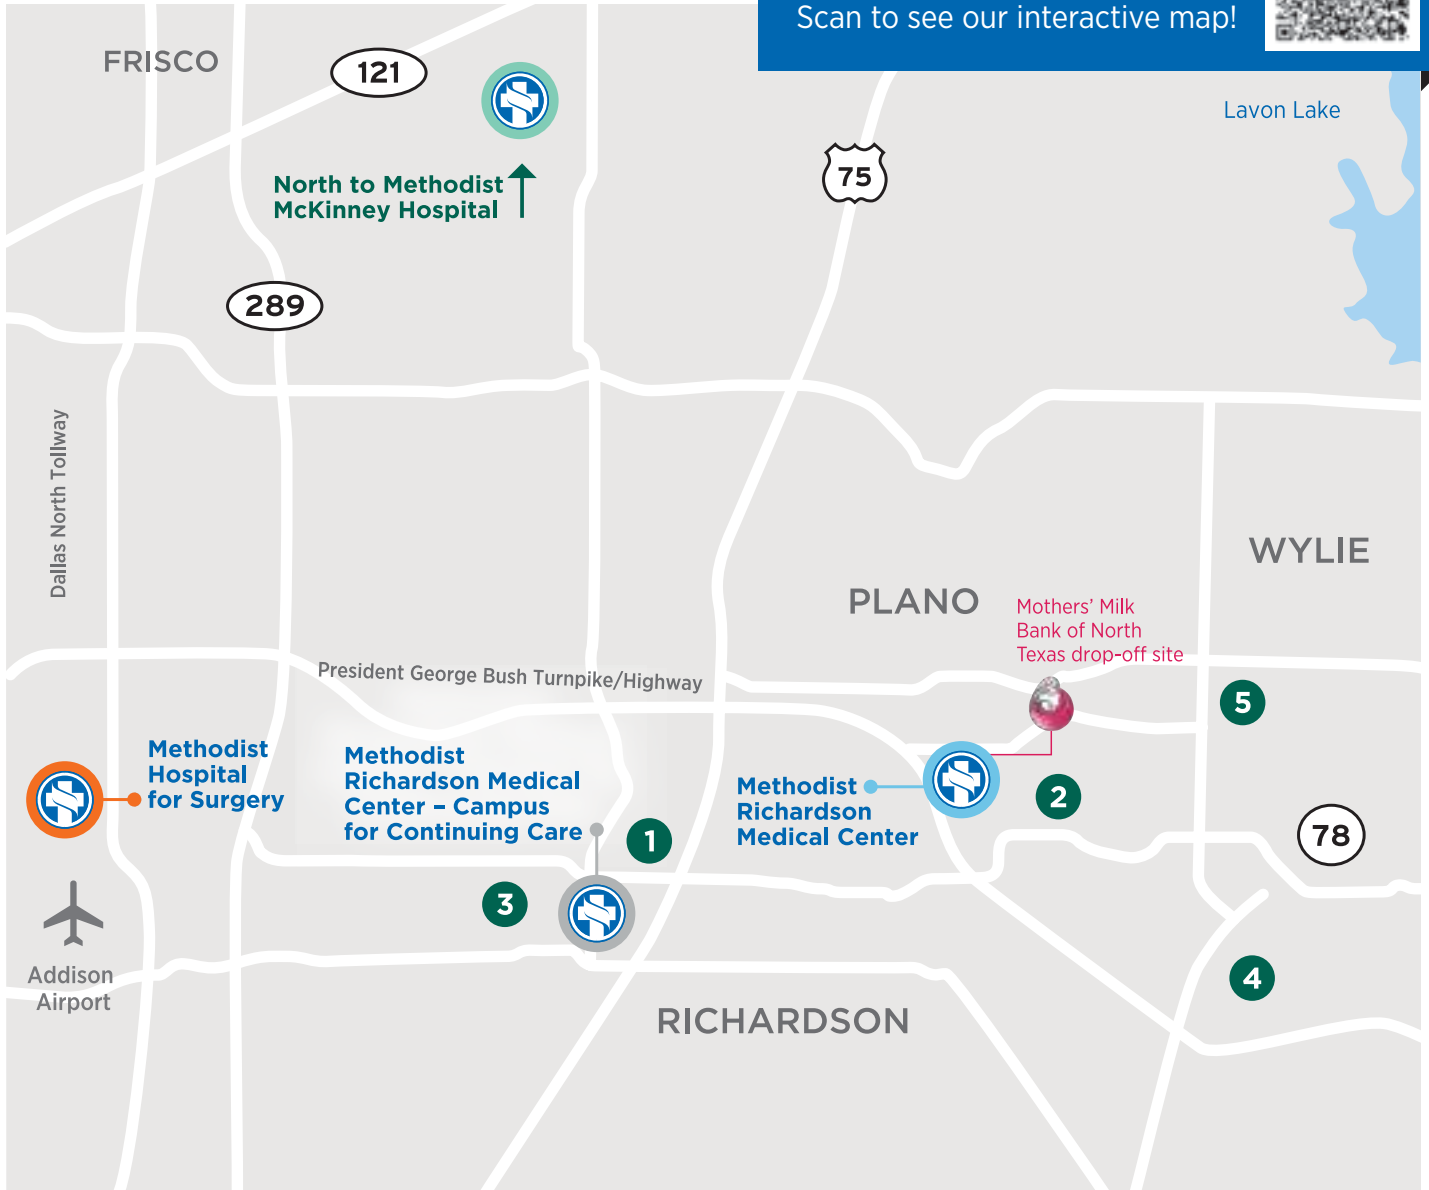 Scan to see our interactive map!
FRISCO
121
Lavon Lake
75
North to Methodist
McKinney Hospital
289
Dallas North Tollway
WYLIE
PLANO
Mothers’ Milk
Bank of North
Texas drop-off site
President George Bush Turnpike/Highway
5
Methodist
Hospital
for Surgery
Methodist
Richardson Medical
Center – Campus
for Continuing Care
Methodist
Richardson
Medical Center
2
1
78
3
Addison
Airport
4
RICHARDSON